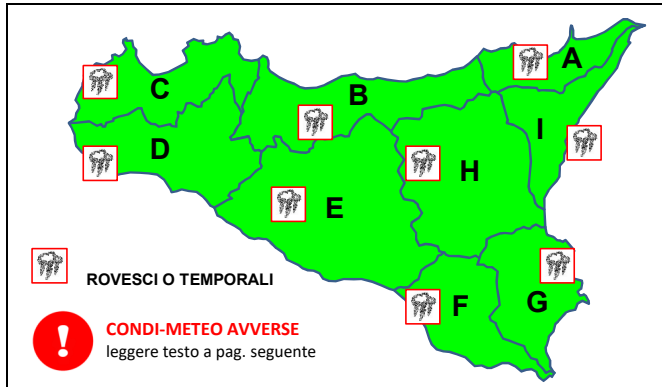 A
C
B
I
D
H
E
F
G
ROVESCI O TEMPORALI
!
CONDI-METEO AVVERSE
leggere testo a pag. seguente